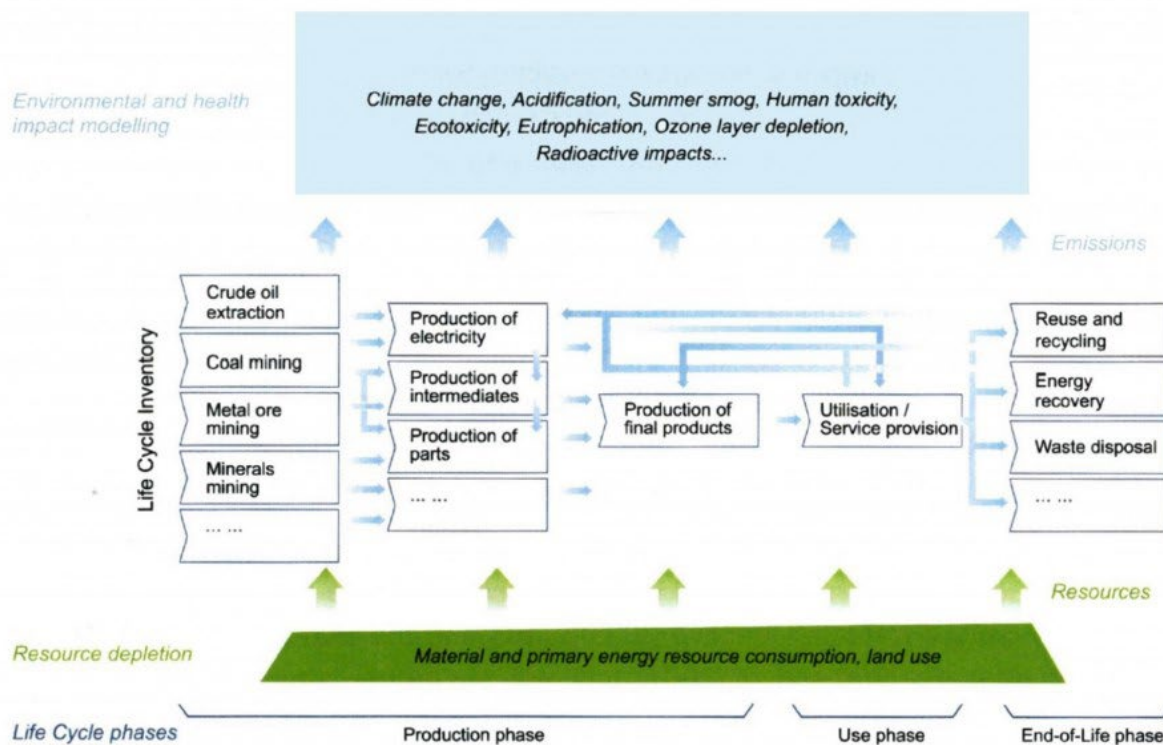 Environmental and health
impact modelling
Climate change, Acidification, Summer smog, Human toxicity,
Ecotoxicity, Eutrophication, Ozone layer depletion,
Radioactive impacts...
Emissions
Life Cycle Inventory
Crude oil
extraction
Coal mining
Metal ore
mining
Minerals
mining
... ...
Production of
electricity
Production of
intermediates
Production of
parts
... ...
Production of
final products
Utilisation /
Service provision
Reuse and
recycling
Energy
recovery
Waste disposal
... ...
Resources
Resource depletion
Material and primary energy resource consumption, land use
Life Cycle phases
Production phase
Use phase
End-of-Life phase